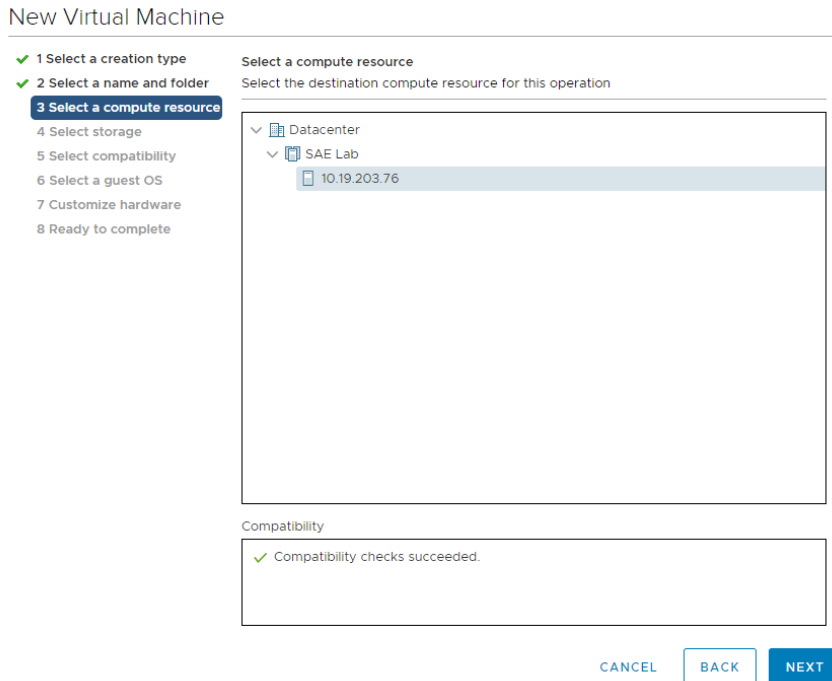 New Virtual Machine
1 Select a creation type
2 Select a name and folder
3 Select a compute resource
4 Select storage
5 Select compatibility
6 Select a guest OS
7 Customize hardware
8 Ready to complete
Select a compute resource
Select the destination compute resource for this operation
Datacenter
SAE Lab
10.19.203.76
Compatibility
Compatibility checks succeeded.
CANCEL
BACK
NEXT